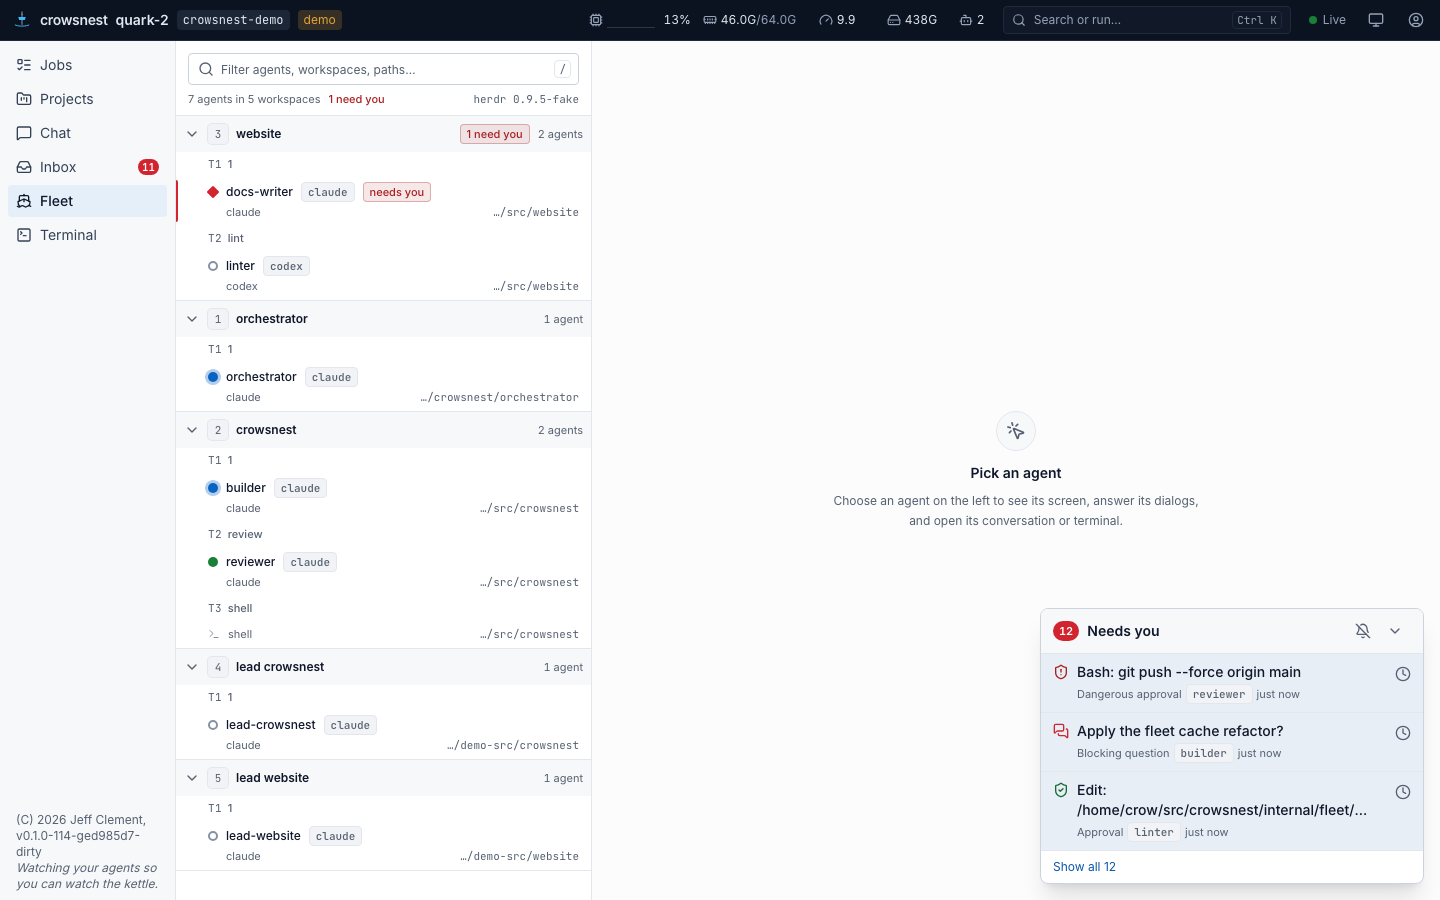 crowsnest quark-2 crowsnest-demo demo 13% 46.0G/64.0G 9.9 438G 2 Search or run... Ctrl K Live
Jobs
Projects
Chat
Inbox 11
Fleet
Terminal
(C) 2026 Jeff Clement,
v0.1.0-114-ged985d7-
dirty
Watching your agents so
you can watch the kettle.
Filter agents, workspaces, paths... /
7 agents in 5 workspaces 1 need you herdr 0.9.5-fake
3 website 1 need you 2 agents
T1 1
docs-writer claude needs you
claude …/src/website
T2 lint
linter codex
codex …/src/website
1 orchestrator 1 agent
T1 1
orchestrator claude
claude …/crowsnest/orchestrator
2 crowsnest 2 agents
T1 1
builder claude
claude …/src/crowsnest
T2 review
reviewer claude
claude …/src/crowsnest
T3 shell
shell …/src/crowsnest
4 lead crowsnest 1 agent
T1 1
lead-crowsnest claude
claude …/demo-src/crowsnest
5 lead website 1 agent
T1 1
lead-website claude
claude …/demo-src/website
Pick an agent
Choose an agent on the left to see its screen, answer its dialogs,
and open its conversation or terminal.
12 Needs you
Bash: git push --force origin main
Dangerous approval reviewer just now
Apply the fleet cache refactor?
Blocking question builder just now
Edit:
/home/crow/src/crowsnest/internal/fleet/...
Approval linter just now
Show all 12